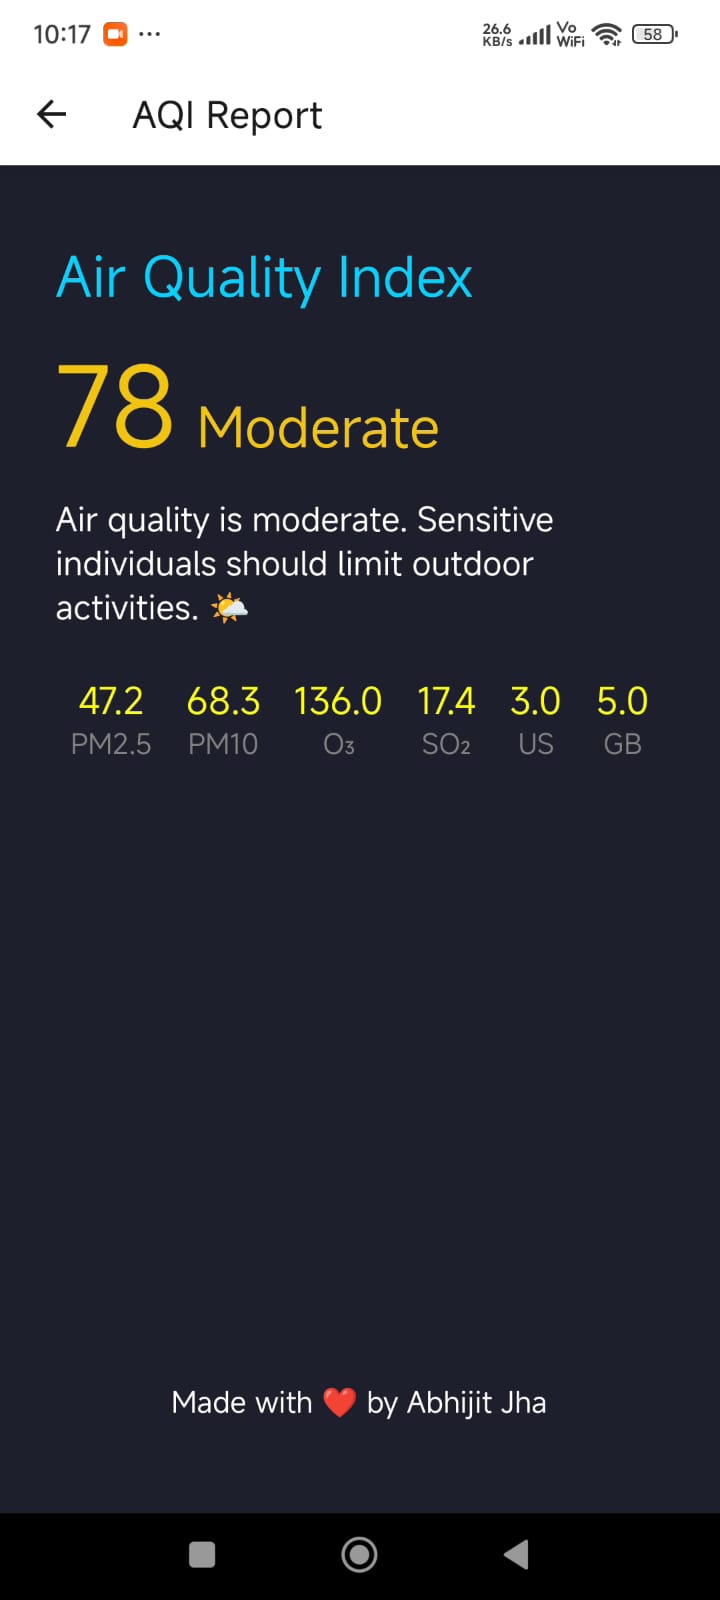 10:17 ... 26.6 KB/s Vo WiFi 58
AQI Report
Air Quality Index
78 Moderate
Air quality is moderate. Sensitive
individuals should limit outdoor
activities. 🌤️
47.2 68.3 136.0 17.4 3.0 5.0
PM2.5 PM10 O₃ SO₂ US GB
Made with ❤️ by Abhijit Jha